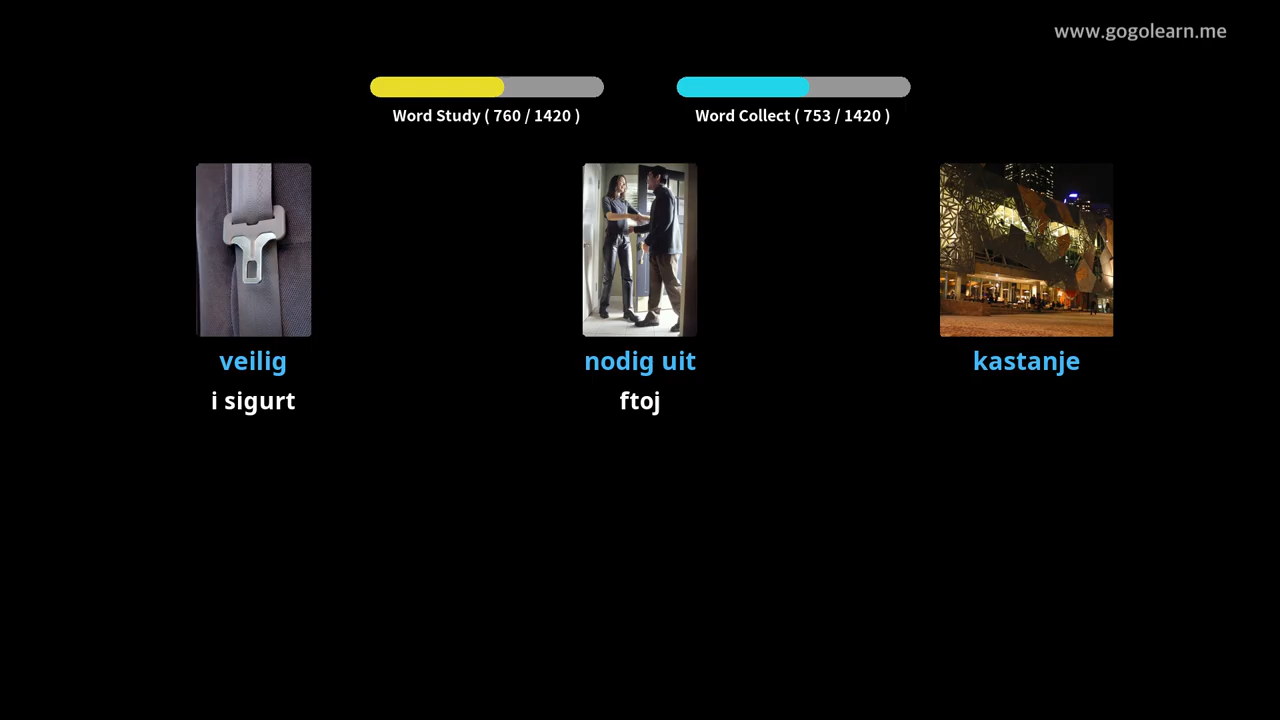 www.gogolearn.me
Word Study ( 760 / 1420 )
Word Collect ( 753 / 1420 )
veilig
nodig uit
kastanje
i sigurt
ftoj